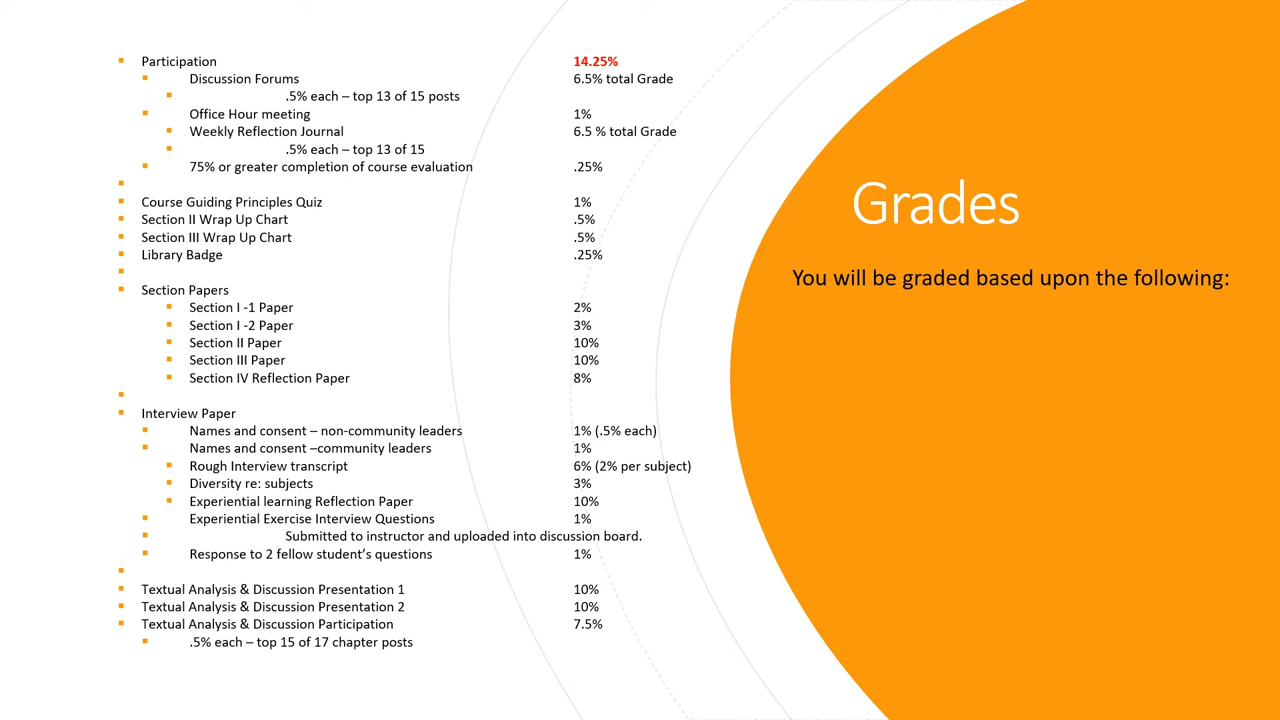 Participation 14.25%
Discussion Forums 6.5% total Grade
.5% each – top 13 of 15 posts
Office Hour meeting 1%
Weekly Reflection Journal 6.5 % total Grade
.5% each – top 13 of 15
75% or greater completion of course evaluation .25%
Course Guiding Principles Quiz 1%
Section II Wrap Up Chart .5%
Section III Wrap Up Chart .5%
Library Badge .25%
Section Papers
Section I -1 Paper 2%
Section I -2 Paper 3%
Section II Paper 10%
Section III Paper 10%
Section IV Reflection Paper 8%
Interview Paper
Names and consent – non-community leaders 1% (.5% each)
Names and consent –community leaders 1%
Rough Interview transcript 6% (2% per subject)
Diversity re: subjects 3%
Experiential learning Reflection Paper 10%
Experiential Exercise Interview Questions 1%
Submitted to instructor and uploaded into discussion board.
Response to 2 fellow student’s questions 1%
Textual Analysis & Discussion Presentation 1 10%
Textual Analysis & Discussion Presentation 2 10%
Textual Analysis & Discussion Participation 7.5%
.5% each – top 15 of 17 chapter posts
Grades
You will be graded based upon the following: